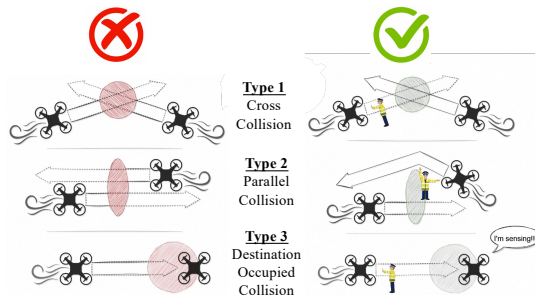 Type 1
Cross
Collision
Type 2
Parallel
Collision
Type 3
Destination
Occupied
Collision
I'm sensing!!